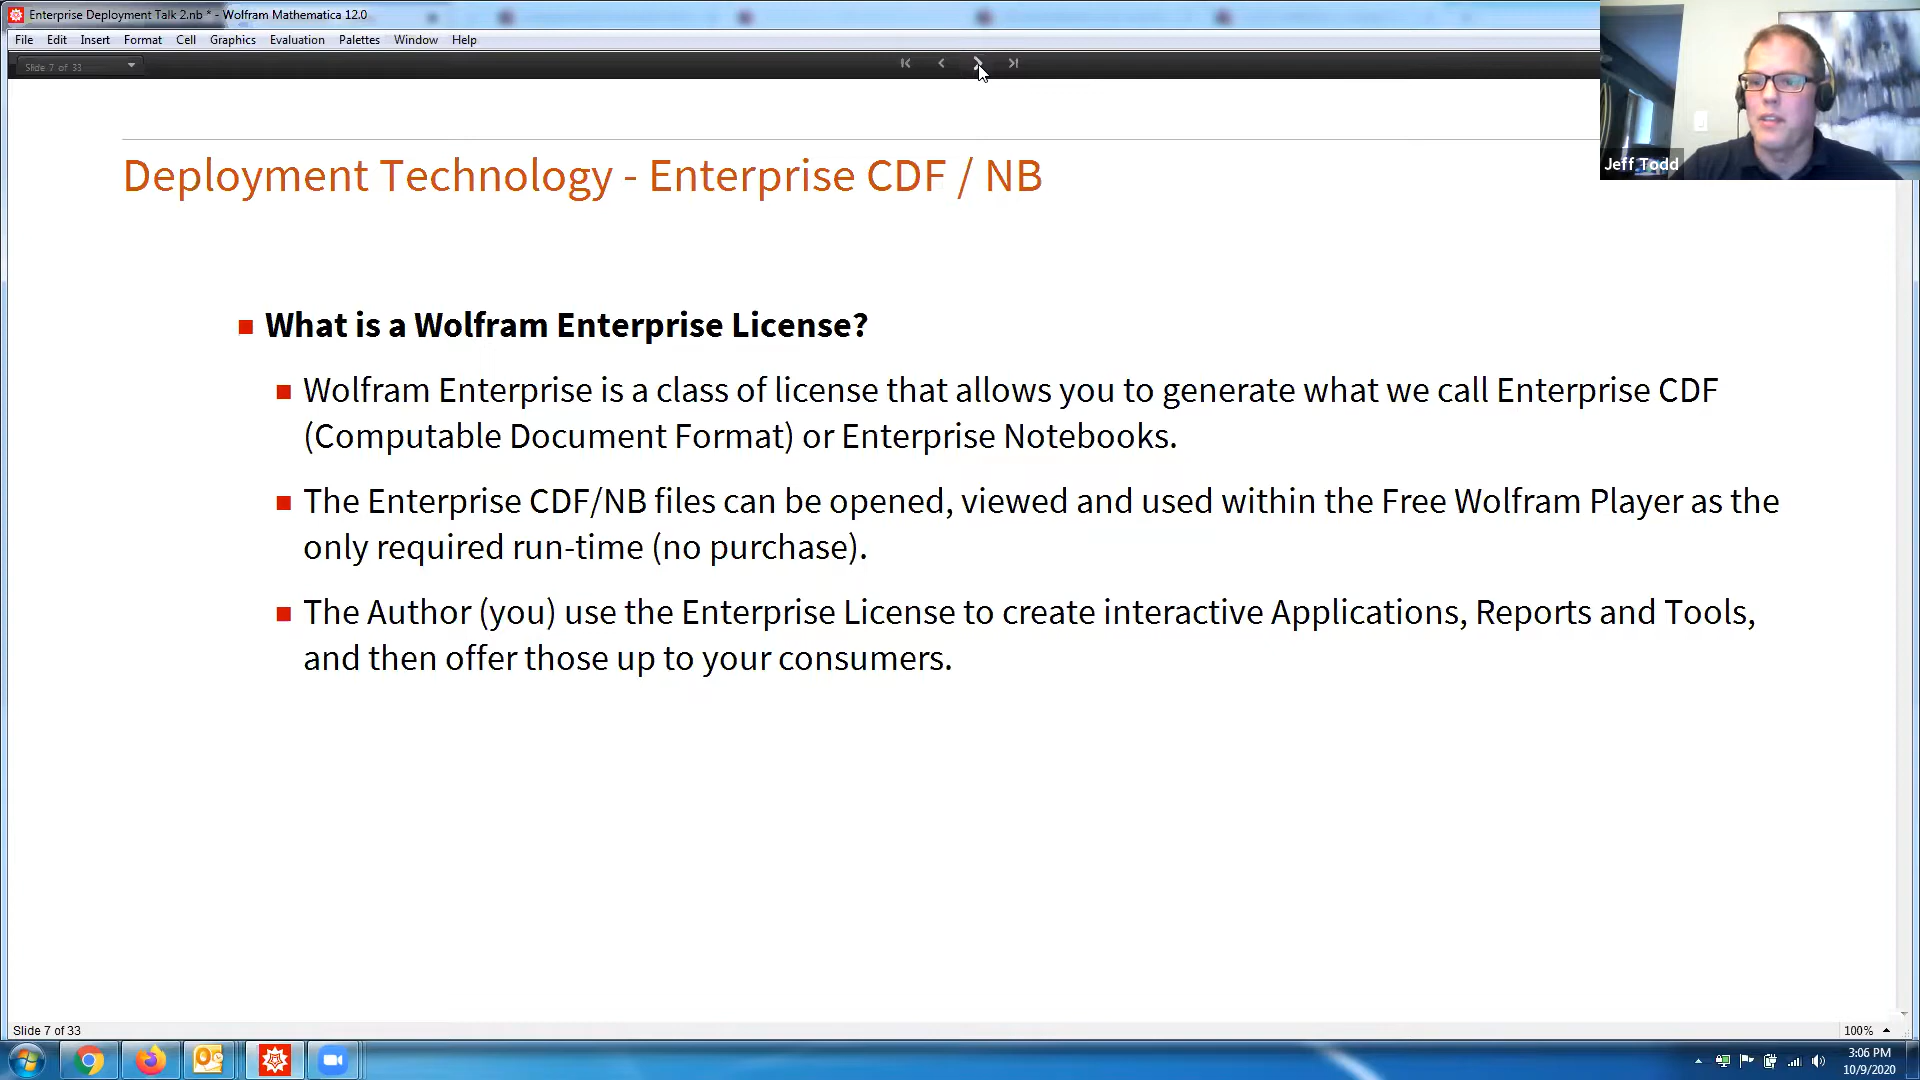 Enterprise Deployment Talk 2.nb * - Wolfram Mathematica 12.0
File Edit Insert Format Cell Graphics Evaluation Palettes Window Help
Slide 7 of 33
Jeff Todd
Deployment Technology - Enterprise CDF / NB
What is a Wolfram Enterprise License?
Wolfram Enterprise is a class of license that allows you to generate what we call Enterprise CDF
(Computable Document Format) or Enterprise Notebooks.
The Enterprise CDF/NB files can be opened, viewed and used within the Free Wolfram Player as the
only required run-time (no purchase).
The Author (you) use the Enterprise License to create interactive Applications, Reports and Tools,
and then offer those up to your consumers.
Slide 7 of 33
100%
3:06 PM
10/9/2020